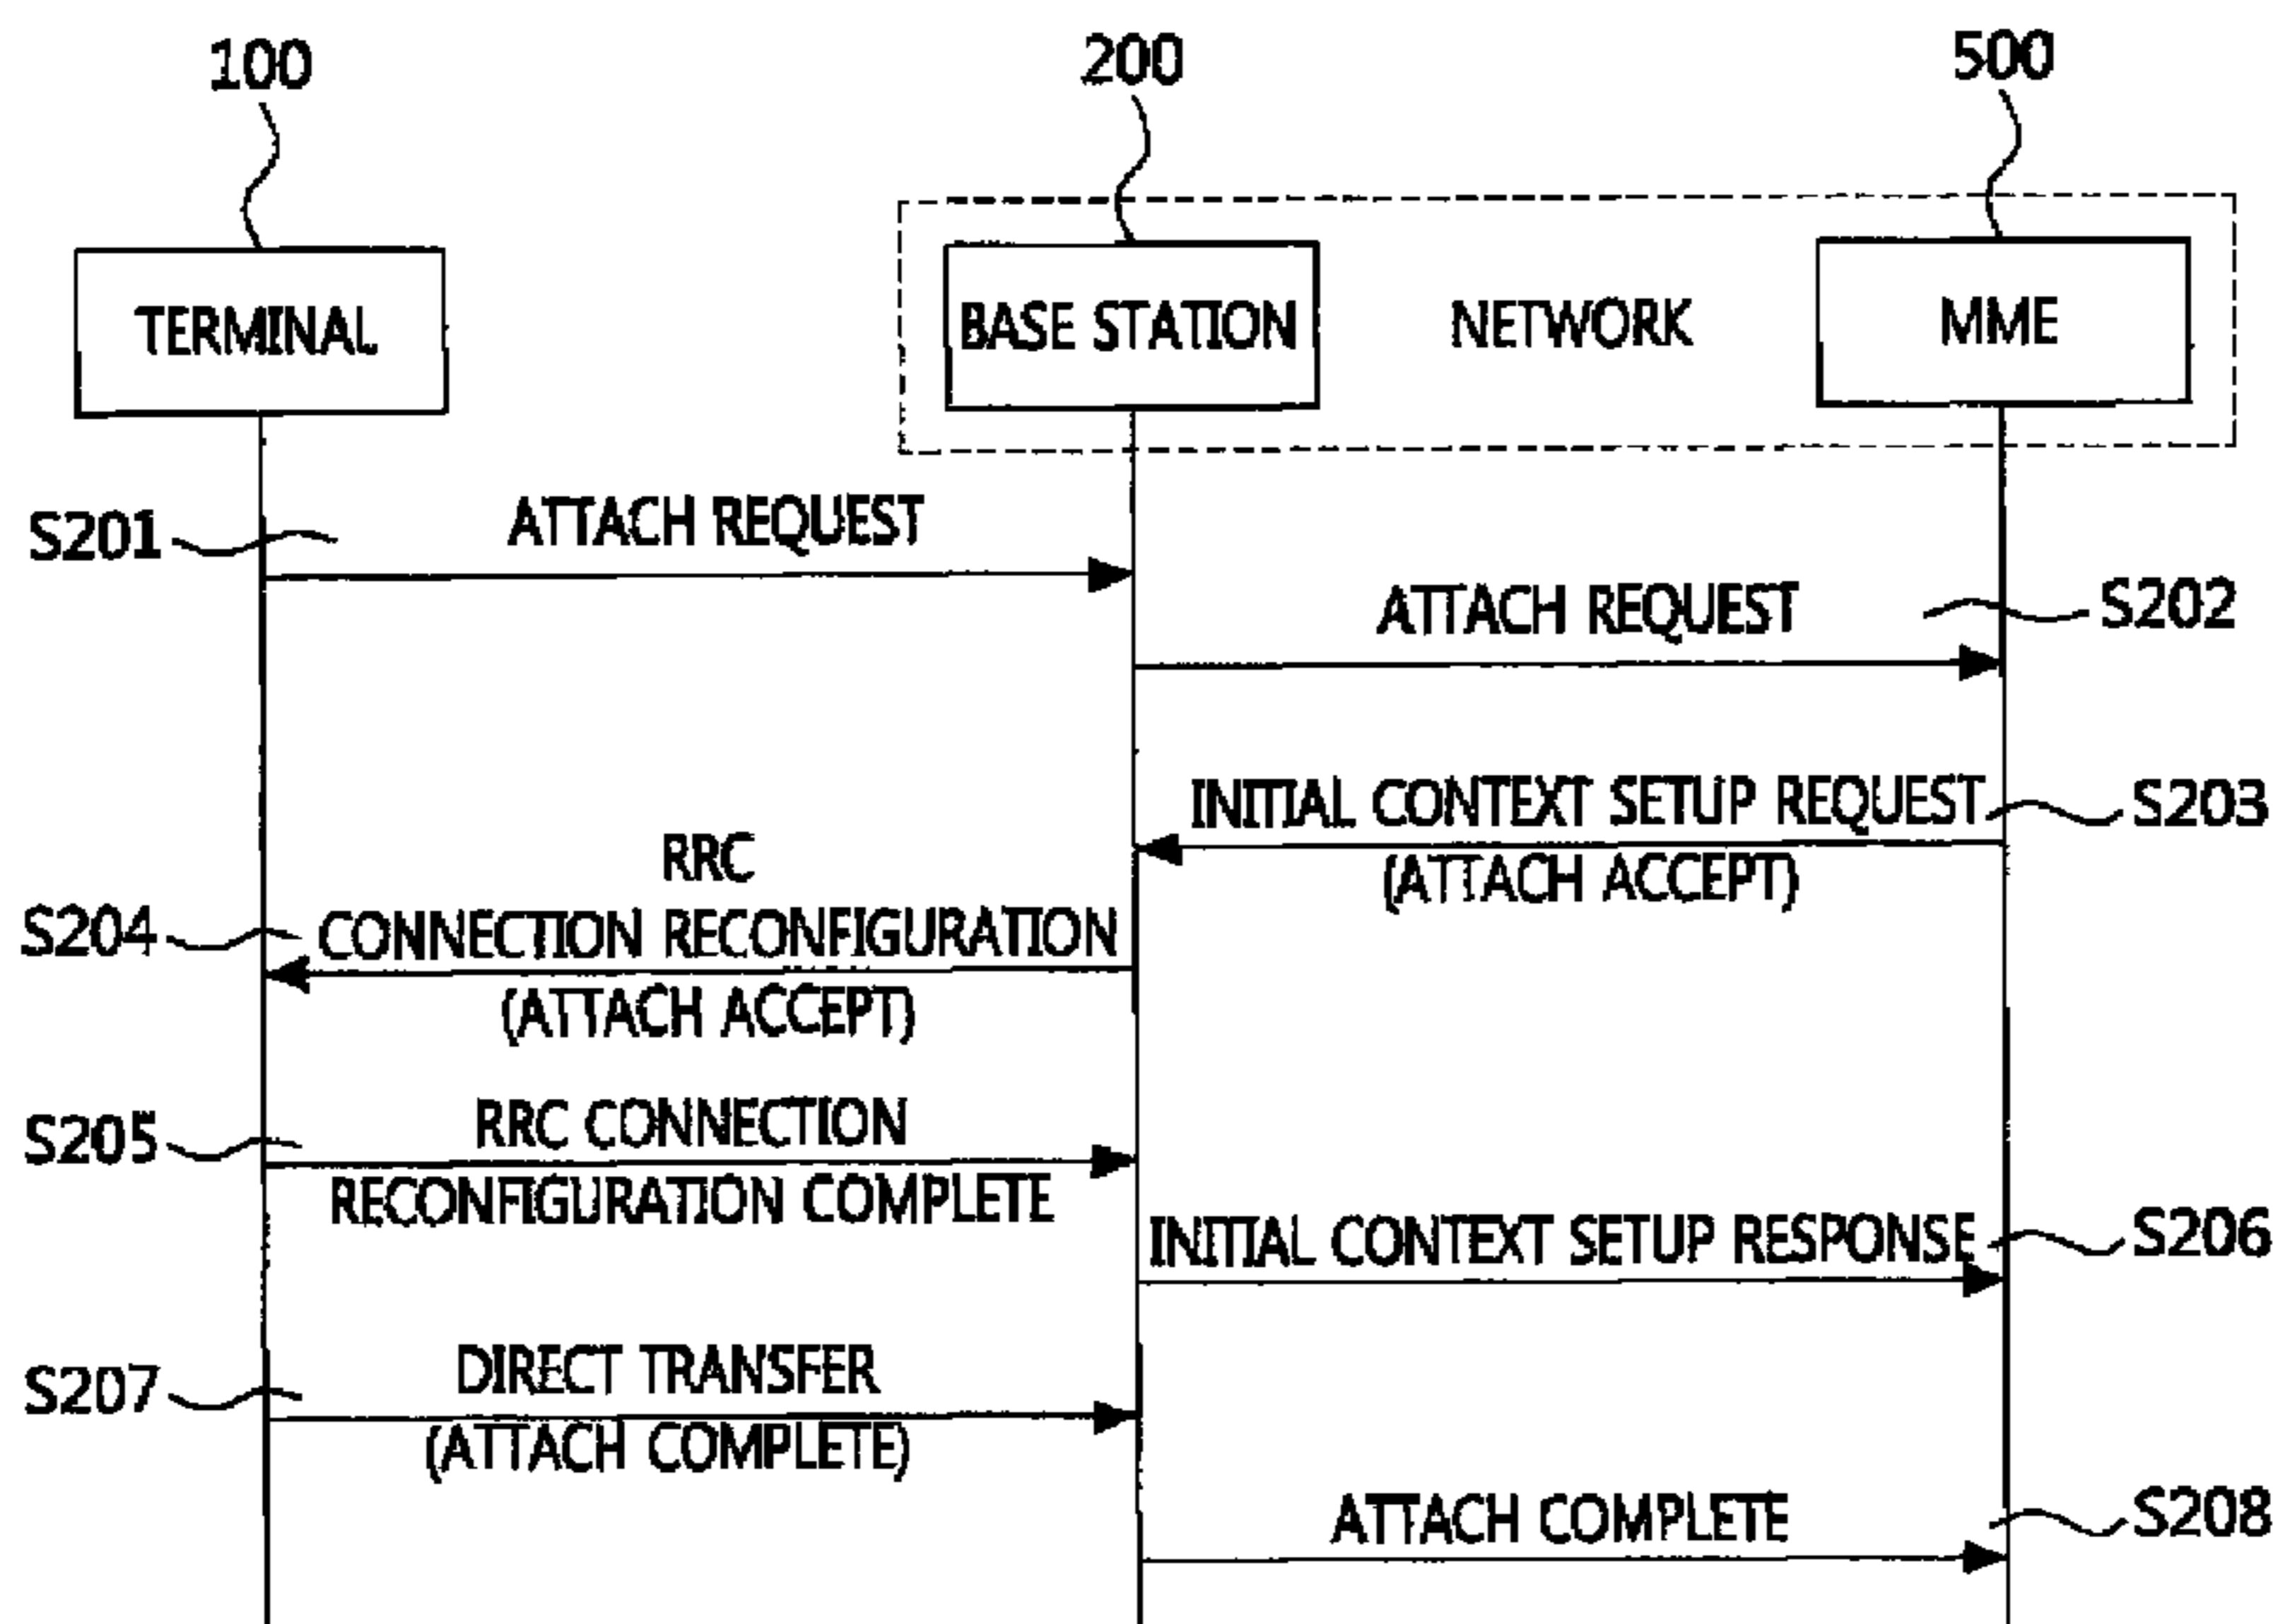 100
200
500
TERMINAL
BASE STATION
NETWORK
MME
S201
ATTACH REQUEST
ATTACH REQUEST
S202
INITIAL CONTEXT SETUP REQUEST
S203
(ATTACH ACCEPT)
RRC
S204
CONNECTION RECONFIGURATION
(ATTACH ACCEPT)
S205
RRC CONNECTION
RECONFIGURATION COMPLETE
INITIAL CONTEXT SETUP RESPONSE
S206
S207
DIRECT TRANSFER
(ATTACH COMPLETE)
ATTACH COMPLETE
S208